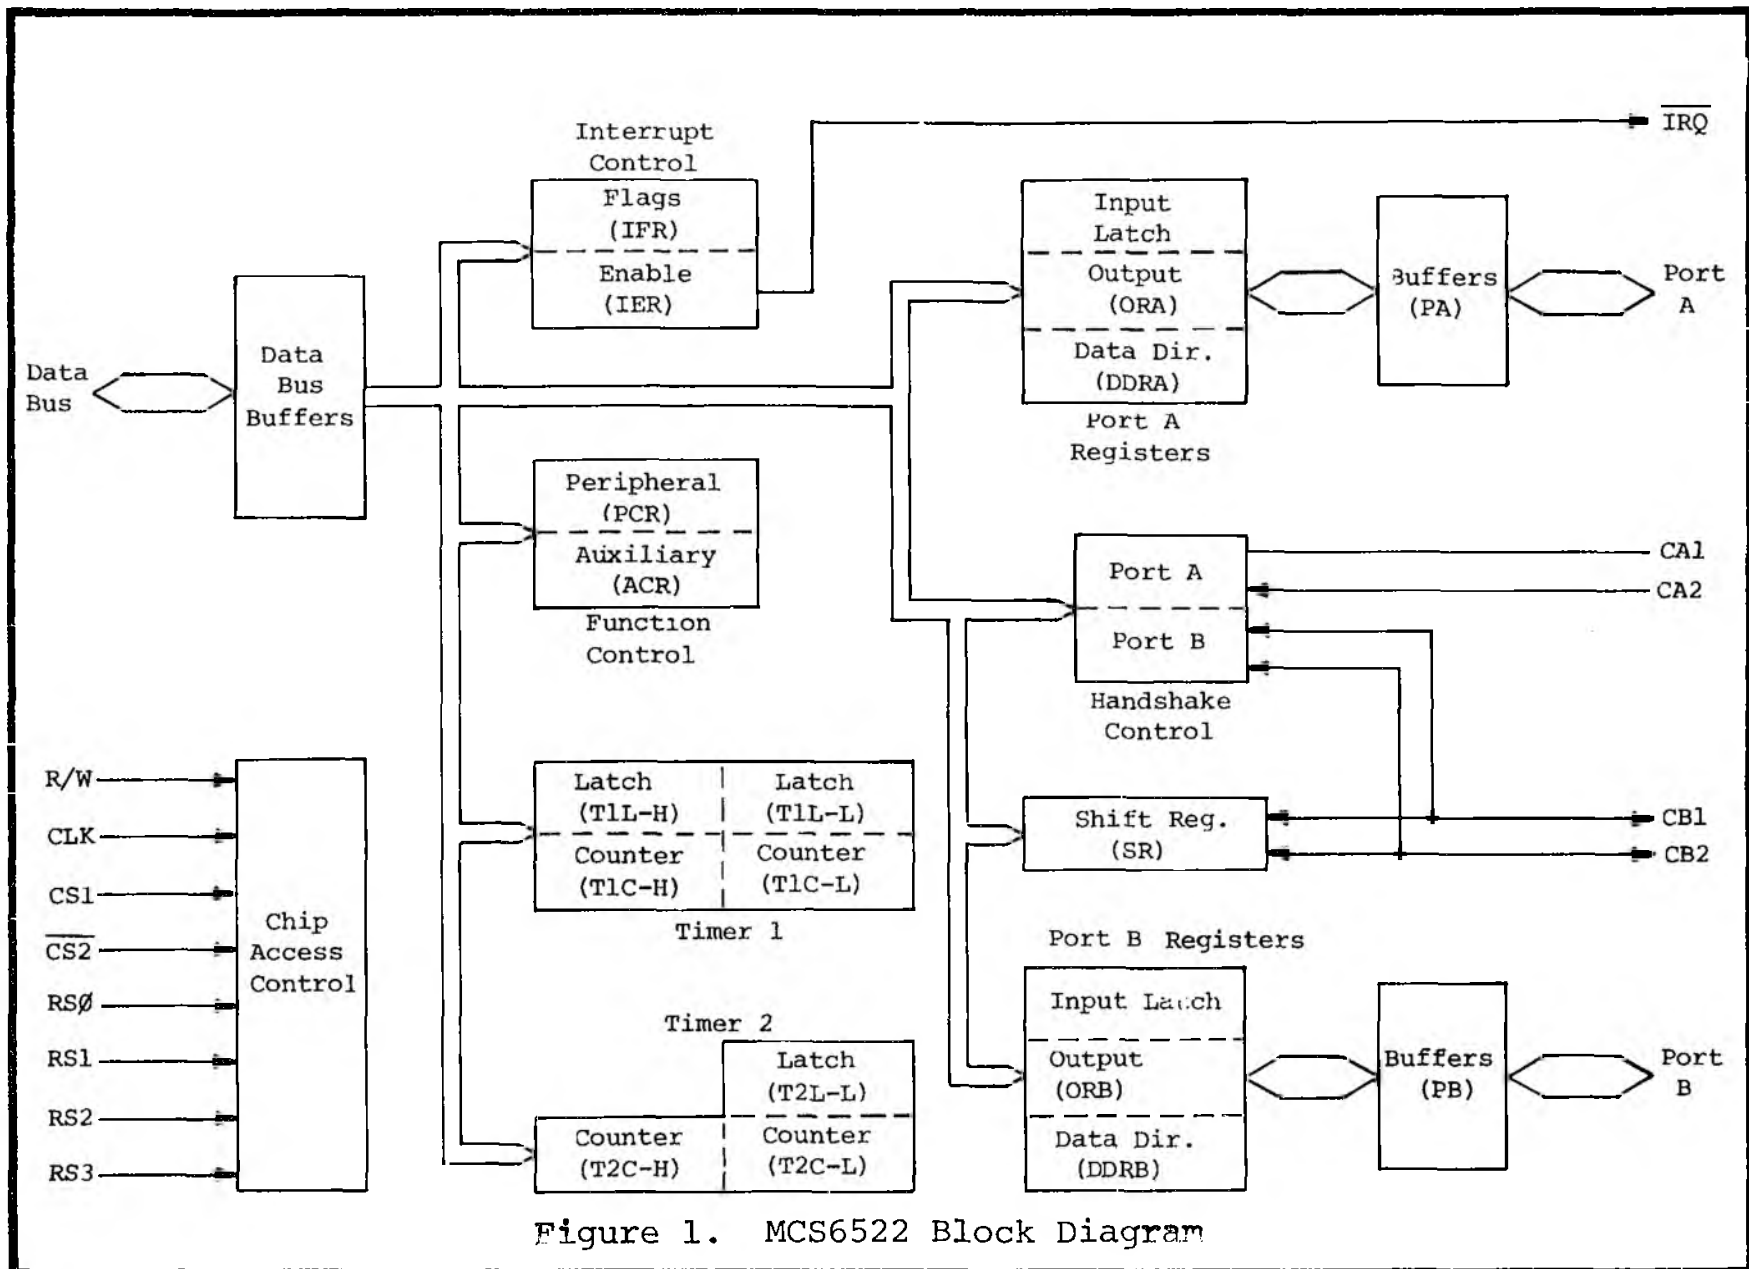 Interrupt
Control
Flags
(IFR)
Enable
(IER)
IRQ
Input
Latch
Output
(ORA)
Data Dir.
(DDRA)
Port A
Registers
Buffers
(PA)
Port
A
Data
Bus
Data
Bus
Buffers
Peripheral
(PCR)
Auxiliary
(ACR)
Function
Control
Port A
Port B
Handshake
Control
CA1
CA2
R/W
CLK
CS1
CS2
RSØ
RS1
RS2
RS3
Chip
Access
Control
Latch
(T1L-H)
Latch
(T1L-L)
Counter
(T1C-H)
Counter
(T1C-L)
Timer 1
Shift Reg.
(SR)
CB1
CB2
Timer 2
Latch
(T2L-L)
Counter
(T2C-H)
Counter
(T2C-L)
Port B Registers
Input Latch
Output
(ORB)
Data Dir.
(DDRB)
Buffers
(PB)
Port
B
Figure 1. MCS6522 Block Diagram